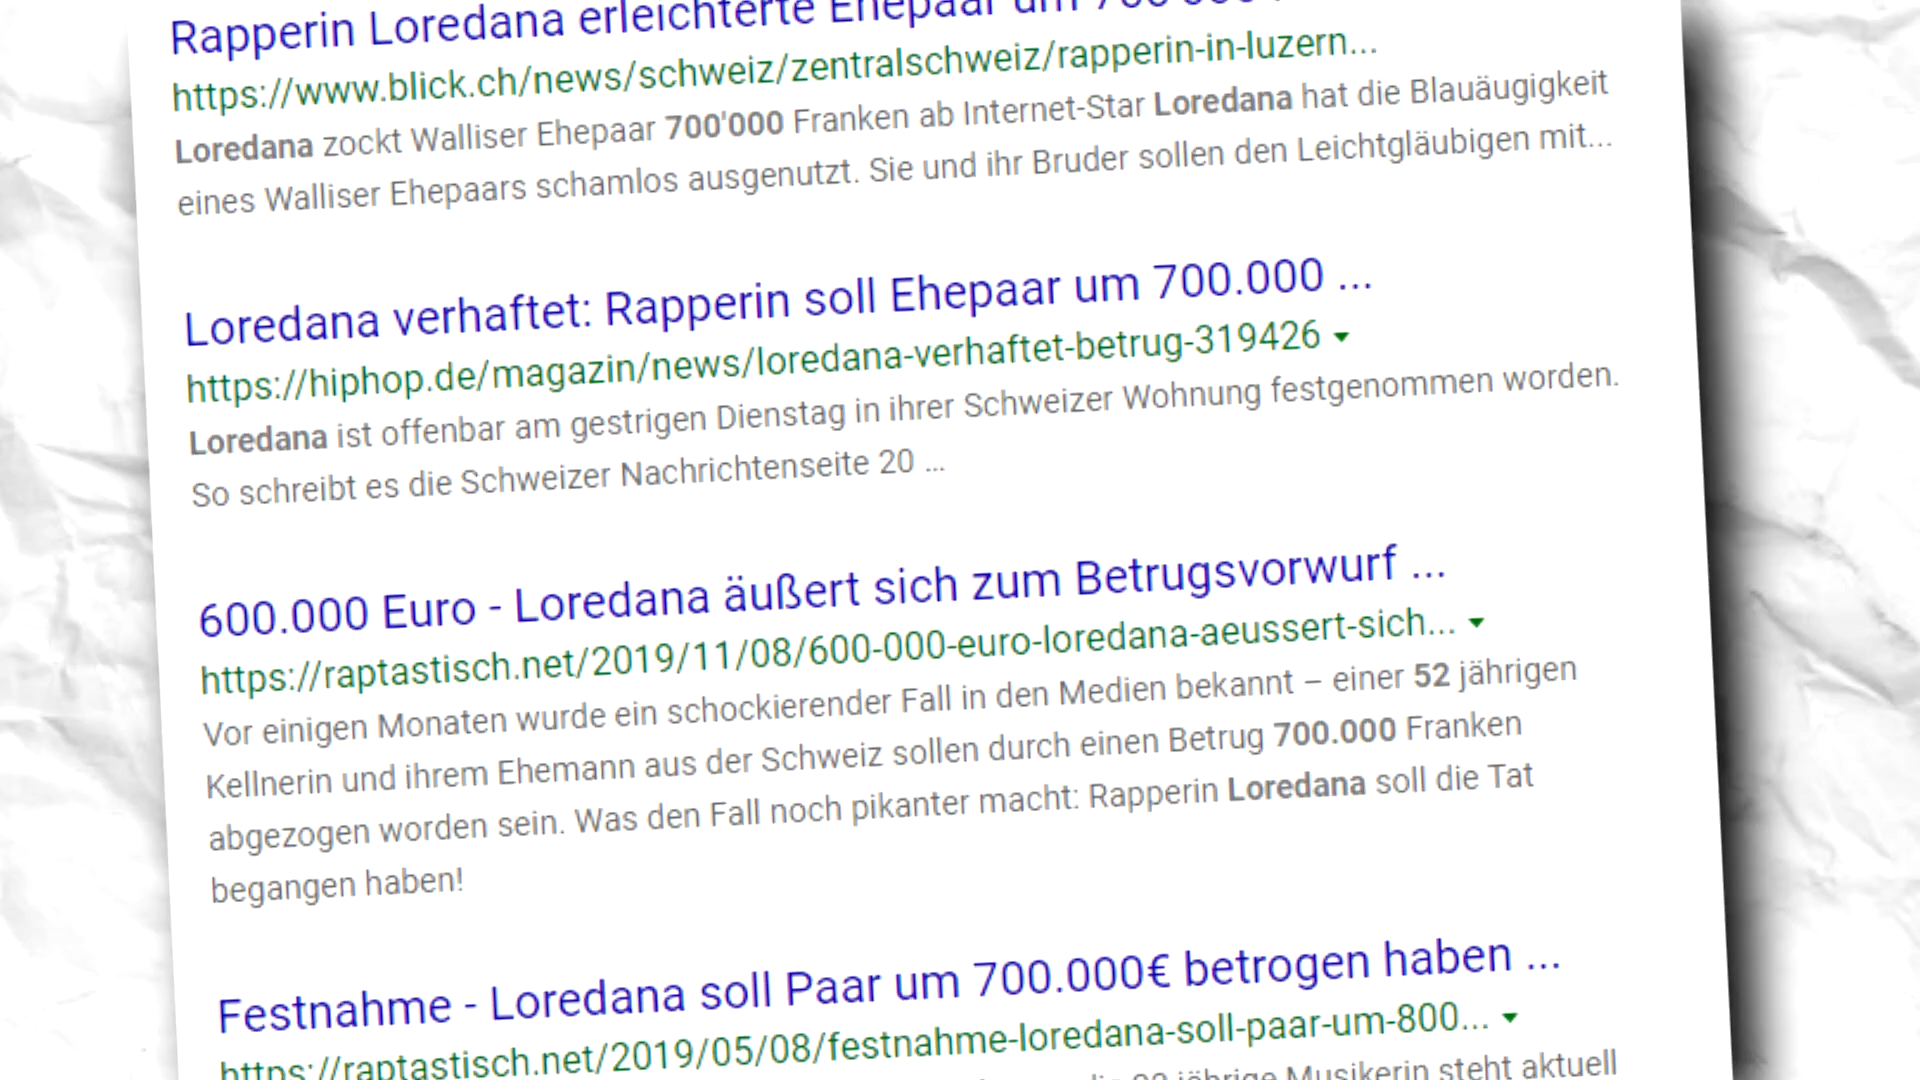 Rapperin Loredana erleichterte Ehepaar um 700'000
https://www.blick.ch/news/schweiz/zentralschweiz/rapperin-in-luzern...
Loredana zockt Walliser Ehepaar 700'000 Franken ab Internet-Star Loredana hat die Blauäugigkeit
eines Walliser Ehepaars schamlos ausgenutzt. Sie und ihr Bruder sollen den Leichtgläubigen mit...
Loredana verhaftet: Rapperin soll Ehepaar um 700.000 ...
https://hiphop.de/magazin/news/loredana-verhaftet-betrug-319426
Loredana ist offenbar am gestrigen Dienstag in ihrer Schweizer Wohnung festgenommen worden.
So schreibt es die Schweizer Nachrichtenseite 20 ...
600.000 Euro - Loredana äußert sich zum Betrugsvorwurf ...
https://raptastisch.net/2019/11/08/600-000-euro-loredana-aeussert-sich...
Vor einigen Monaten wurde ein schockierender Fall in den Medien bekannt – einer 52 jährigen
Kellnerin und ihrem Ehemann aus der Schweiz sollen durch einen Betrug 700.000 Franken
abgezogen worden sein. Was den Fall noch pikanter macht: Rapperin Loredana soll die Tat
begangen haben!
Festnahme - Loredana soll Paar um 700.000€ betrogen haben ...
https://raptastisch.net/2019/05/08/festnahme-loredana-soll-paar-um-800...
jährige Musikerin steht aktuell